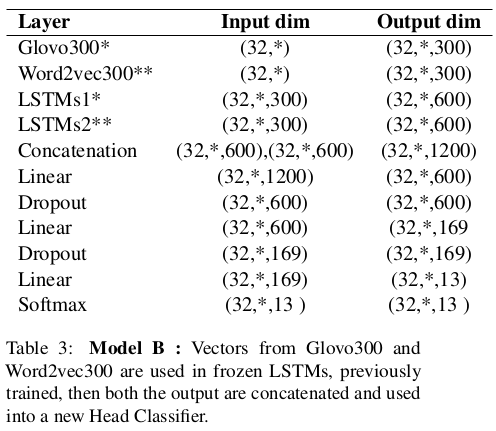 Layer Input dim Output dim
Glovo300* (32,*) (32,*,300)
Word2vec300** (32,*) (32,*,300)
LSTMs1* (32,*,300) (32,*,600)
LSTMs2** (32,*,300) (32,*,600)
Concatenation (32,*,600),(32,*,600) (32,*,1200)
Linear (32,*,1200) (32,*,600)
Dropout (32,*,600) (32,*,600)
Linear (32,*,600) (32,*,169
Dropout (32,*,169) (32,*,169)
Linear (32,*,169) (32,*,13)
Softmax (32,*,13 ) (32,*,13 )
Table 3: Model B : Vectors from Glovo300 and
Word2vec300 are used in frozen LSTMs, previously
trained, then both the output are concatenated and used
into a new Head Classifier.